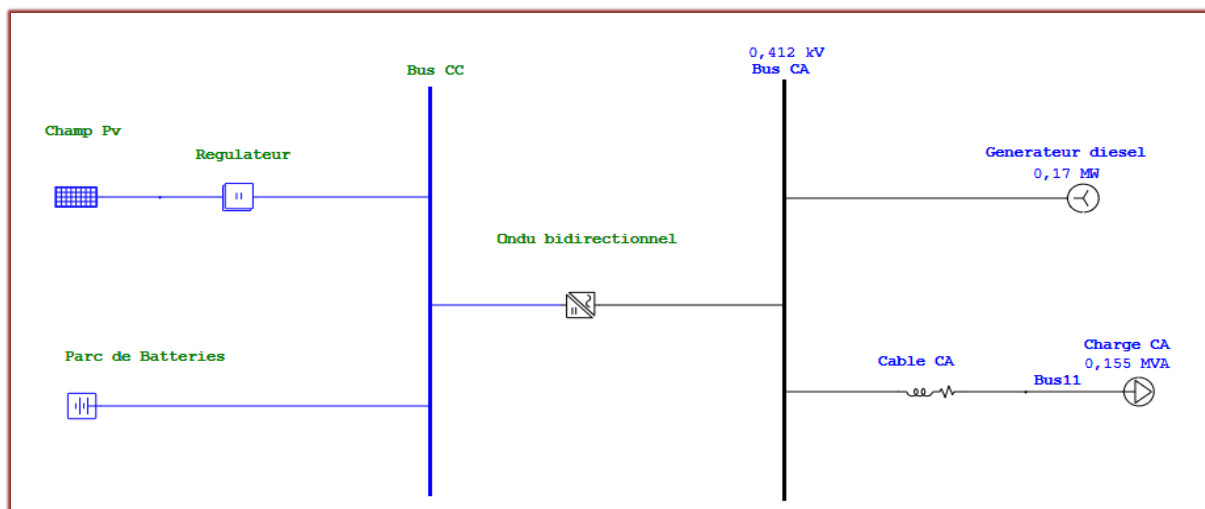 0,412 kV
Bus CC
Bus CA
Champ Pv
Regulateur
Generateur diesel
0,17 MW
Ondu bidirectionnel
Parc de Batteries
Cable CA
Charge CA
0,155 MVA
Bus11